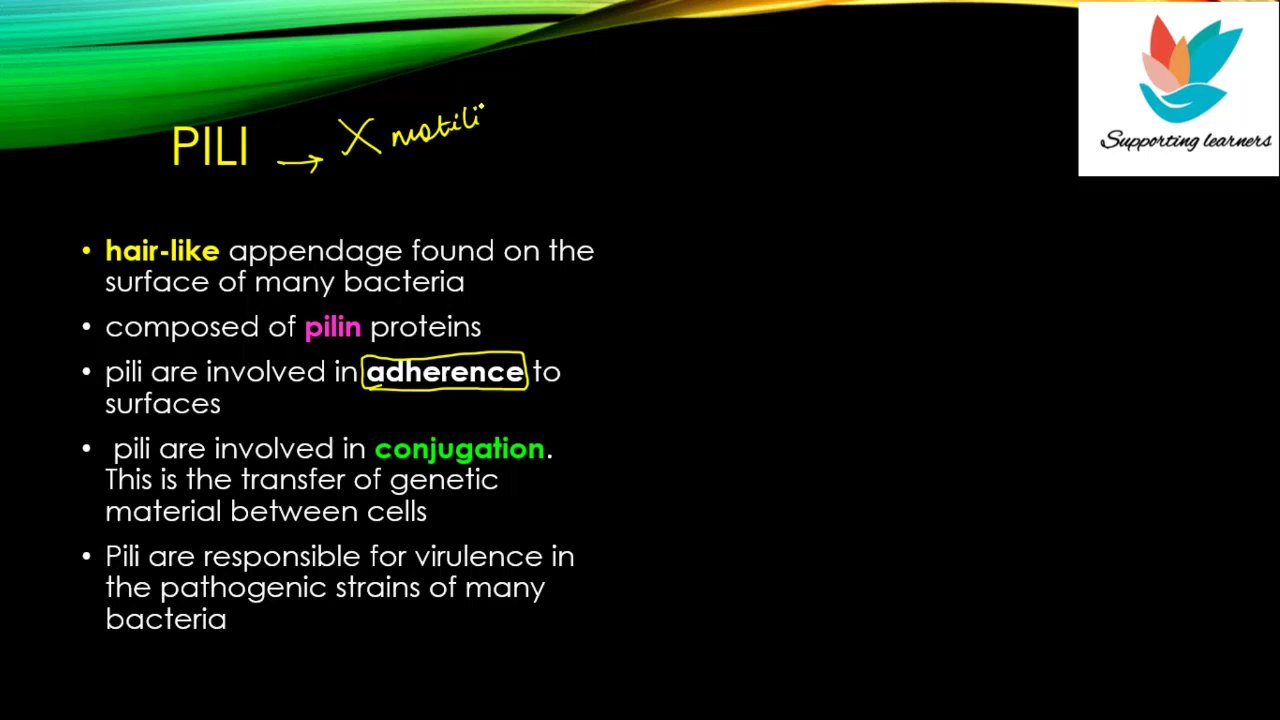 PILI → X motili
Supporting learners
• hair-like appendage found on the
surface of many bacteria
• composed of pilin proteins
• pili are involved in adherence to
surfaces
• pili are involved in conjugation.
This is the transfer of genetic
material between cells
• Pili are responsible for virulence in
the pathogenic strains of many
bacteria